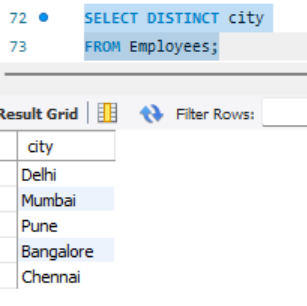 72 SELECT DISTINCT city
73 FROM Employees;
Result Grid Filter Rows:
city
Delhi
Mumbai
Pune
Bangalore
Chennai